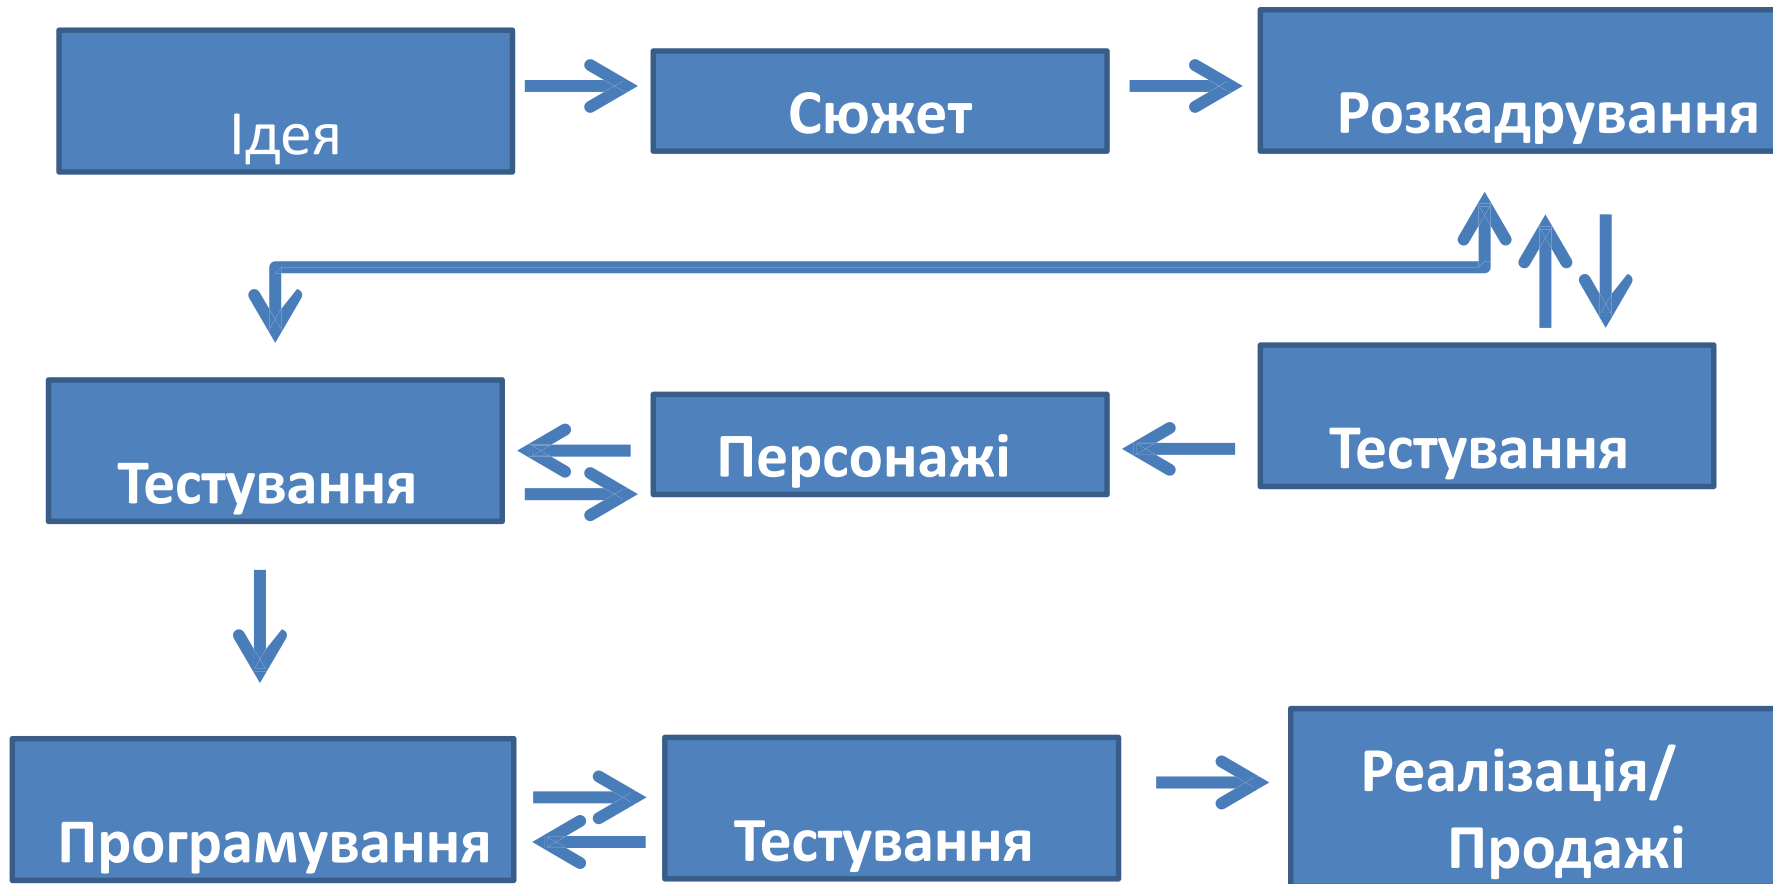 Ідея
Сюжет
Розкадрування
Тестування
Персонажі
Тестування
Програмування
Тестування
Реалізація/
Продажі